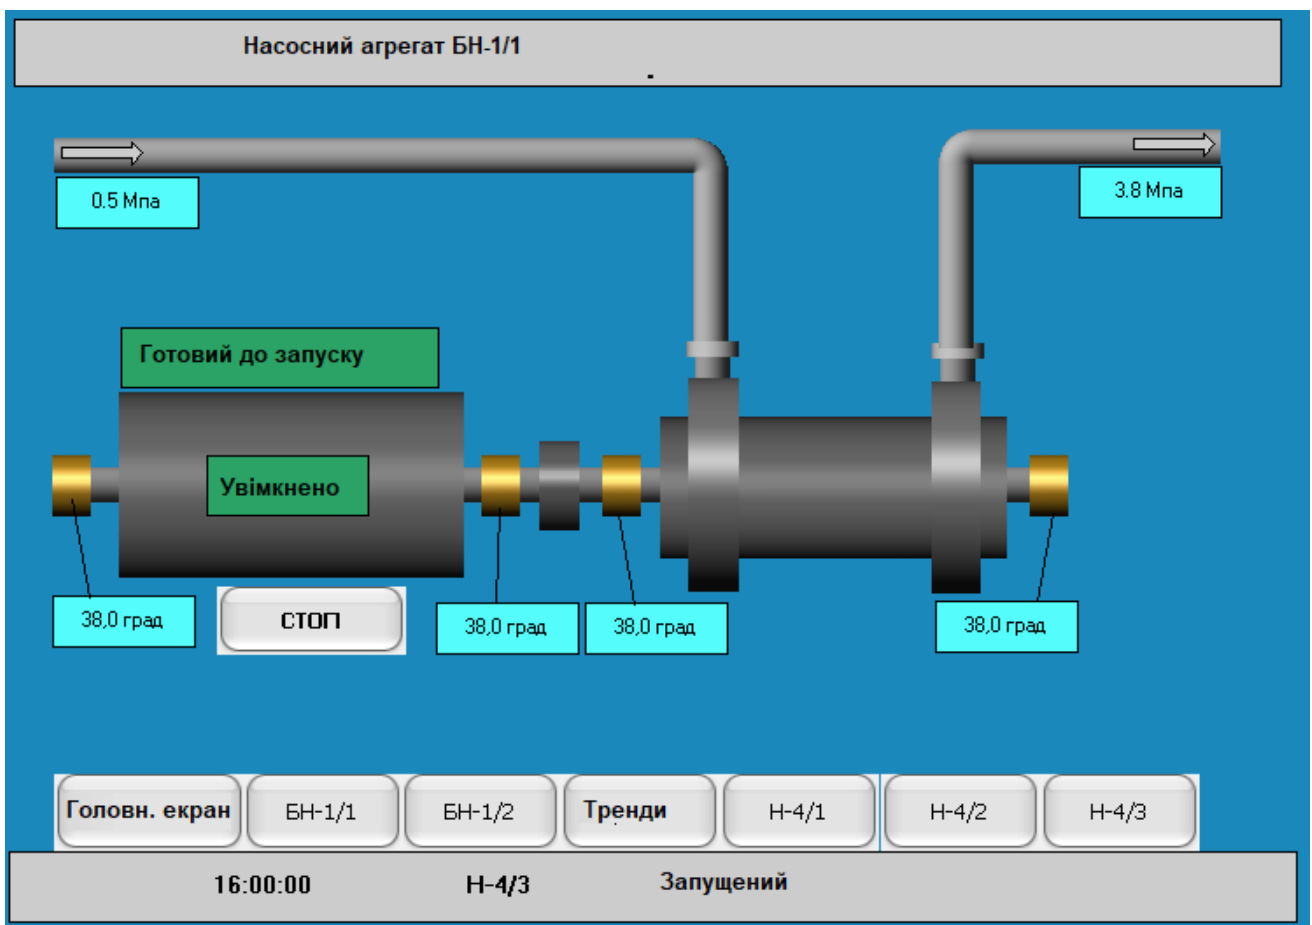 Насосний агрегат БН-1/1
0.5 Мпа
3.8 Мпа
Готовий до запуску
Увімкнено
38,0 град
СТОП
38,0 град
38,0 град
38,0 град
Головн. екран
БН-1/1
БН-1/2
Тренди
Н-4/1
Н-4/2
Н-4/3
16:00:00 Н-4/3 Запущений